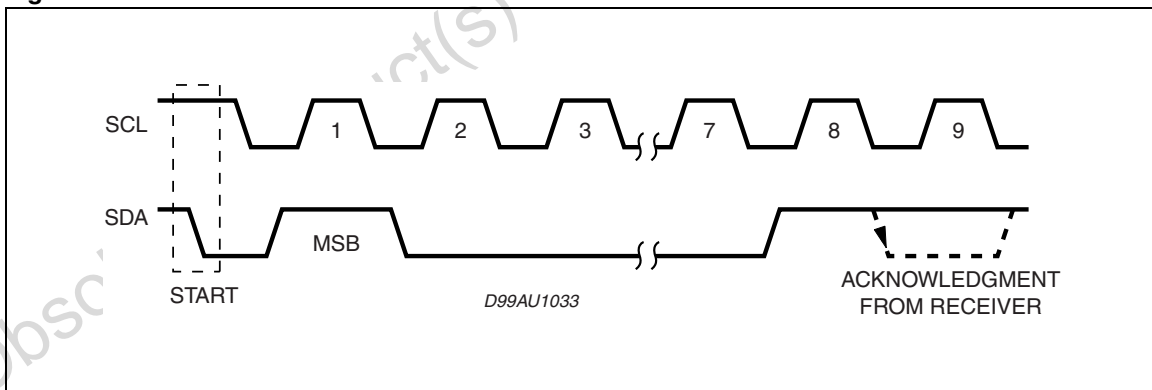 SCL
1
2
3
7
8
9
SDA
MSB
START
D99AU1033
ACKNOWLEDGMENT
FROM RECEIVER